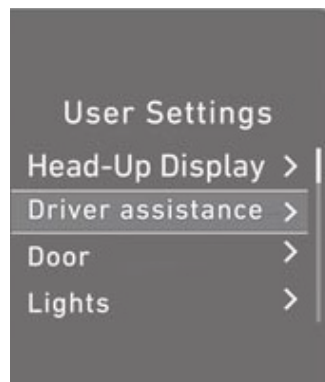 User Settings
Head-Up Display >
Driver assistance >
Door >
Lights >